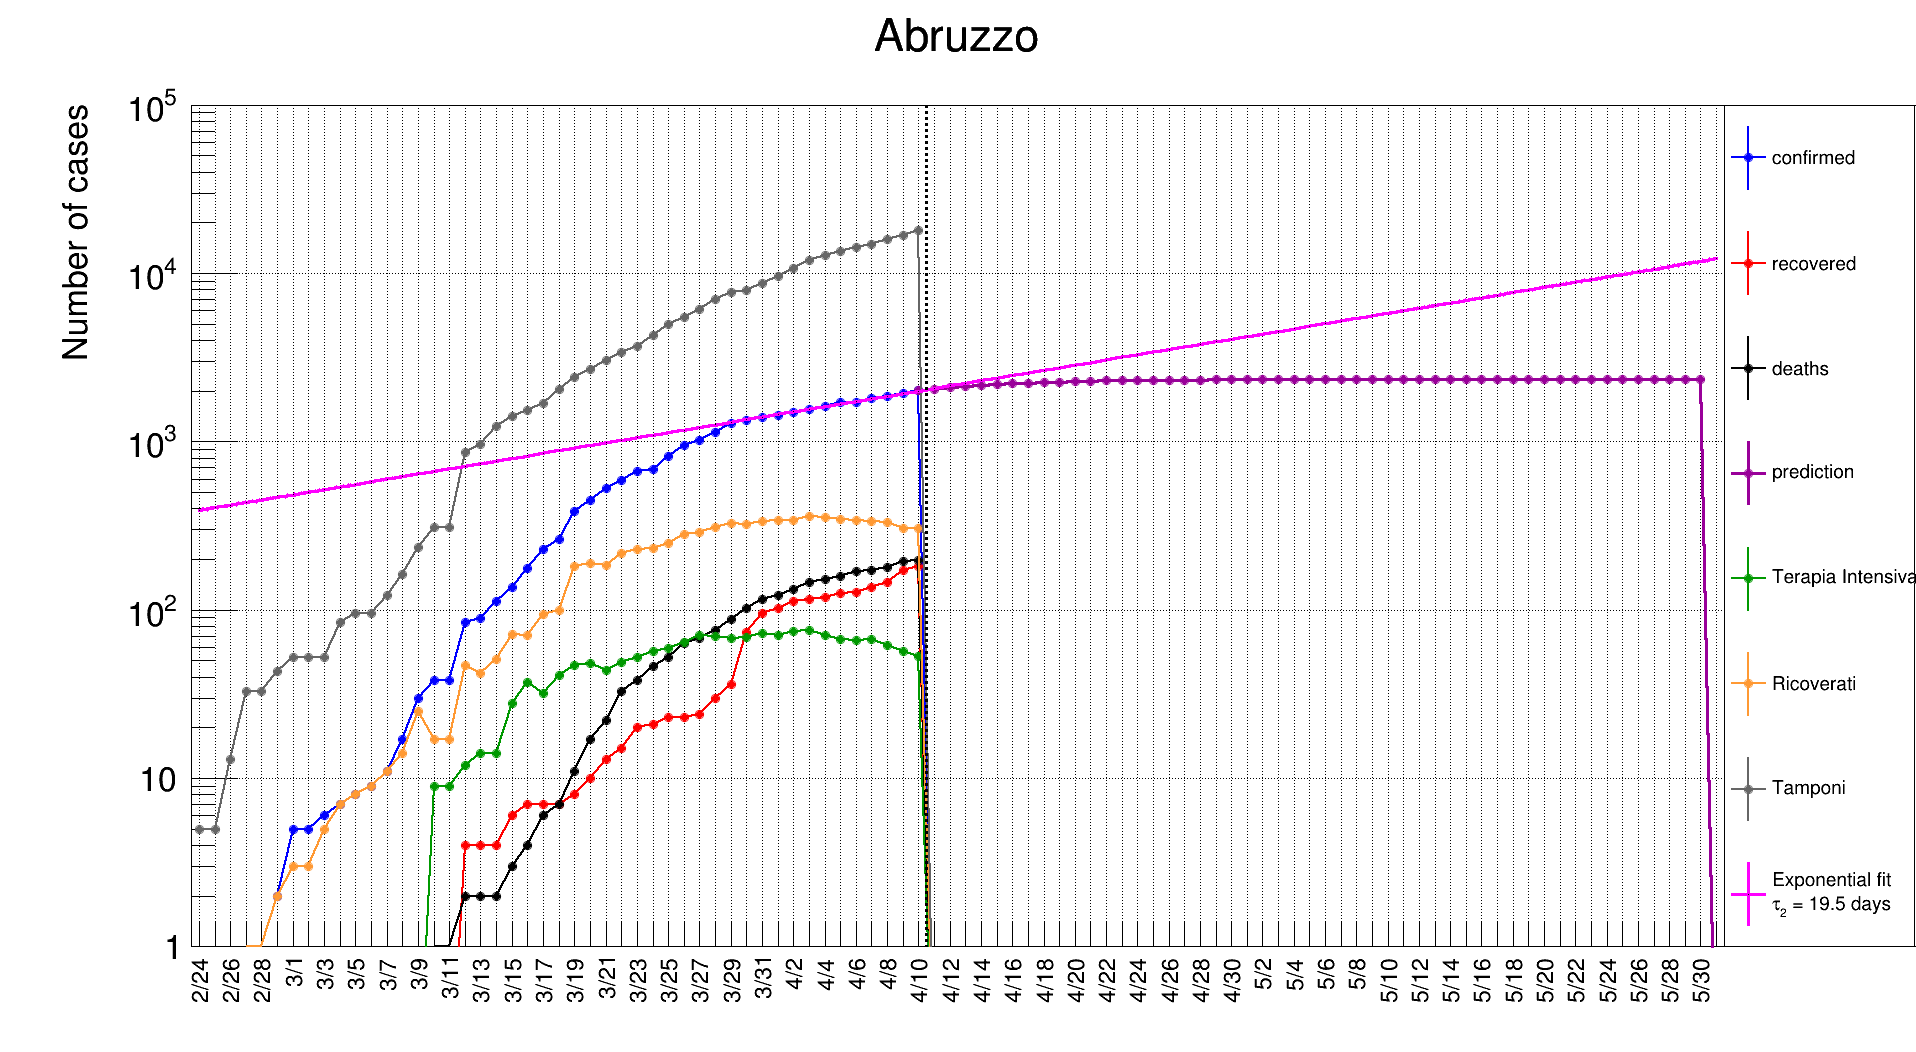 Abruzzo
Number of cases
10^5
10^4
10^3
10^2
10
1
2/24 2/26 2/28 3/1 3/3 3/5 3/7 3/9 3/11 3/13 3/15 3/17 3/19 3/21 3/23 3/25 3/27 3/29 3/31 4/2 4/4 4/6 4/8 4/10 4/12 4/14 4/16 4/18 4/20 4/22 4/24 4/26 4/28 4/30 5/2 5/4 5/6 5/8 5/10 5/12 5/14 5/16 5/18 5/20 5/22 5/24 5/26 5/28 5/30
confirmed
recovered
deaths
prediction
Terapia Intensiva
Ricoverati
Tamponi
Exponential fit
τ₂ = 19.5 days